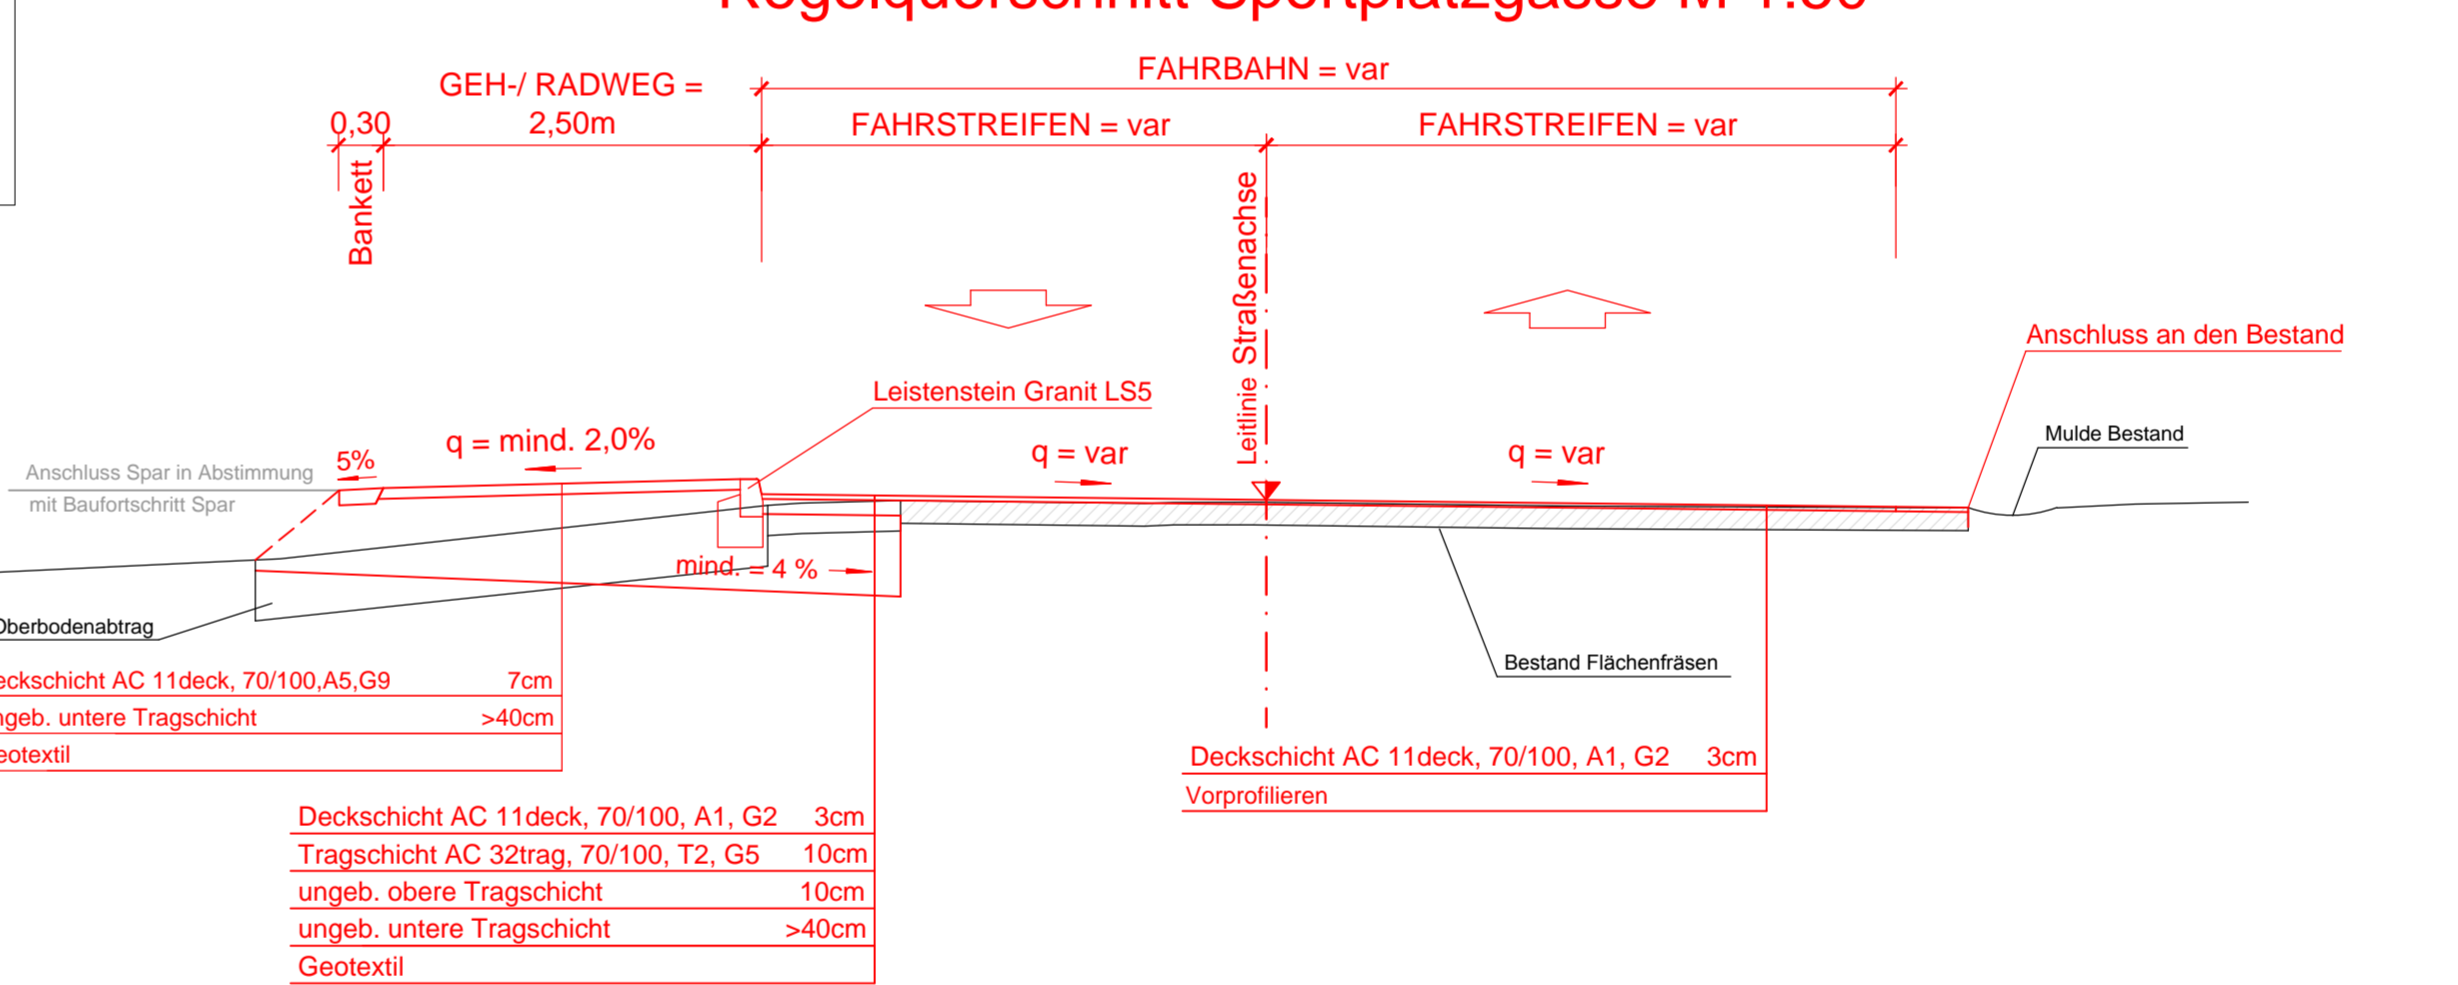 Regelquerschnitt Sportplatzgasse M 1:50
FAHRBAHN = var
GEH-/ RADWEG =
2,50m
0,30
FAHRSTREIFEN = var
FAHRSTREIFEN = var
Bankett
Leitlinie Straßenachse
Anschluss an den Bestand
Leistenstein Granit LS5
Mulde Bestand
q = mind. 2,0%
5%
q = var
q = var
Anschluss Spar in Abstimmung
mit Baufortschritt Spar
mind. = 4 %
Oberbodenabtrag
Bestand Flächenfräsen
eckschicht AC 11deck, 70/100,A5,G9 7cm
ngeb. untere Tragschicht >40cm
eotextil
Deckschicht AC 11deck, 70/100, A1, G2 3cm
Vorprofilieren
Deckschicht AC 11deck, 70/100, A1, G2 3cm
Tragschicht AC 32trag, 70/100, T2, G5 10cm
ungeb. obere Tragschicht 10cm
ungeb. untere Tragschicht >40cm
Geotextil